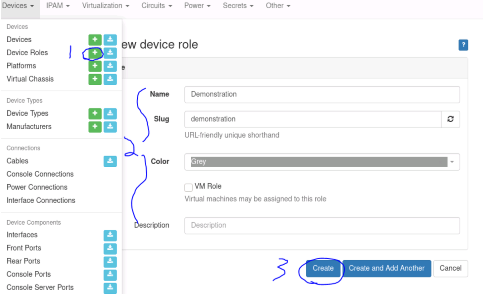 Devices IPAM Virtualization Circuits Power Secrets Other
Devices
Devices
Device Roles
Platforms
Virtual Chassis
Device Types
Device Types
Manufacturers
Connections
Cables
Console Connections
Power Connections
Interface Connections
Device Components
Interfaces
Front Ports
Rear Ports
Console Ports
Console Server Ports
1
2
ew device role
?
e
Name
Demonstration
Slug
demonstration
URL-friendly unique shorthand
Color
Grey
VM Role
Virtual machines may be assigned to this role
Description
Description
3
Create
Create and Add Another
Cancel